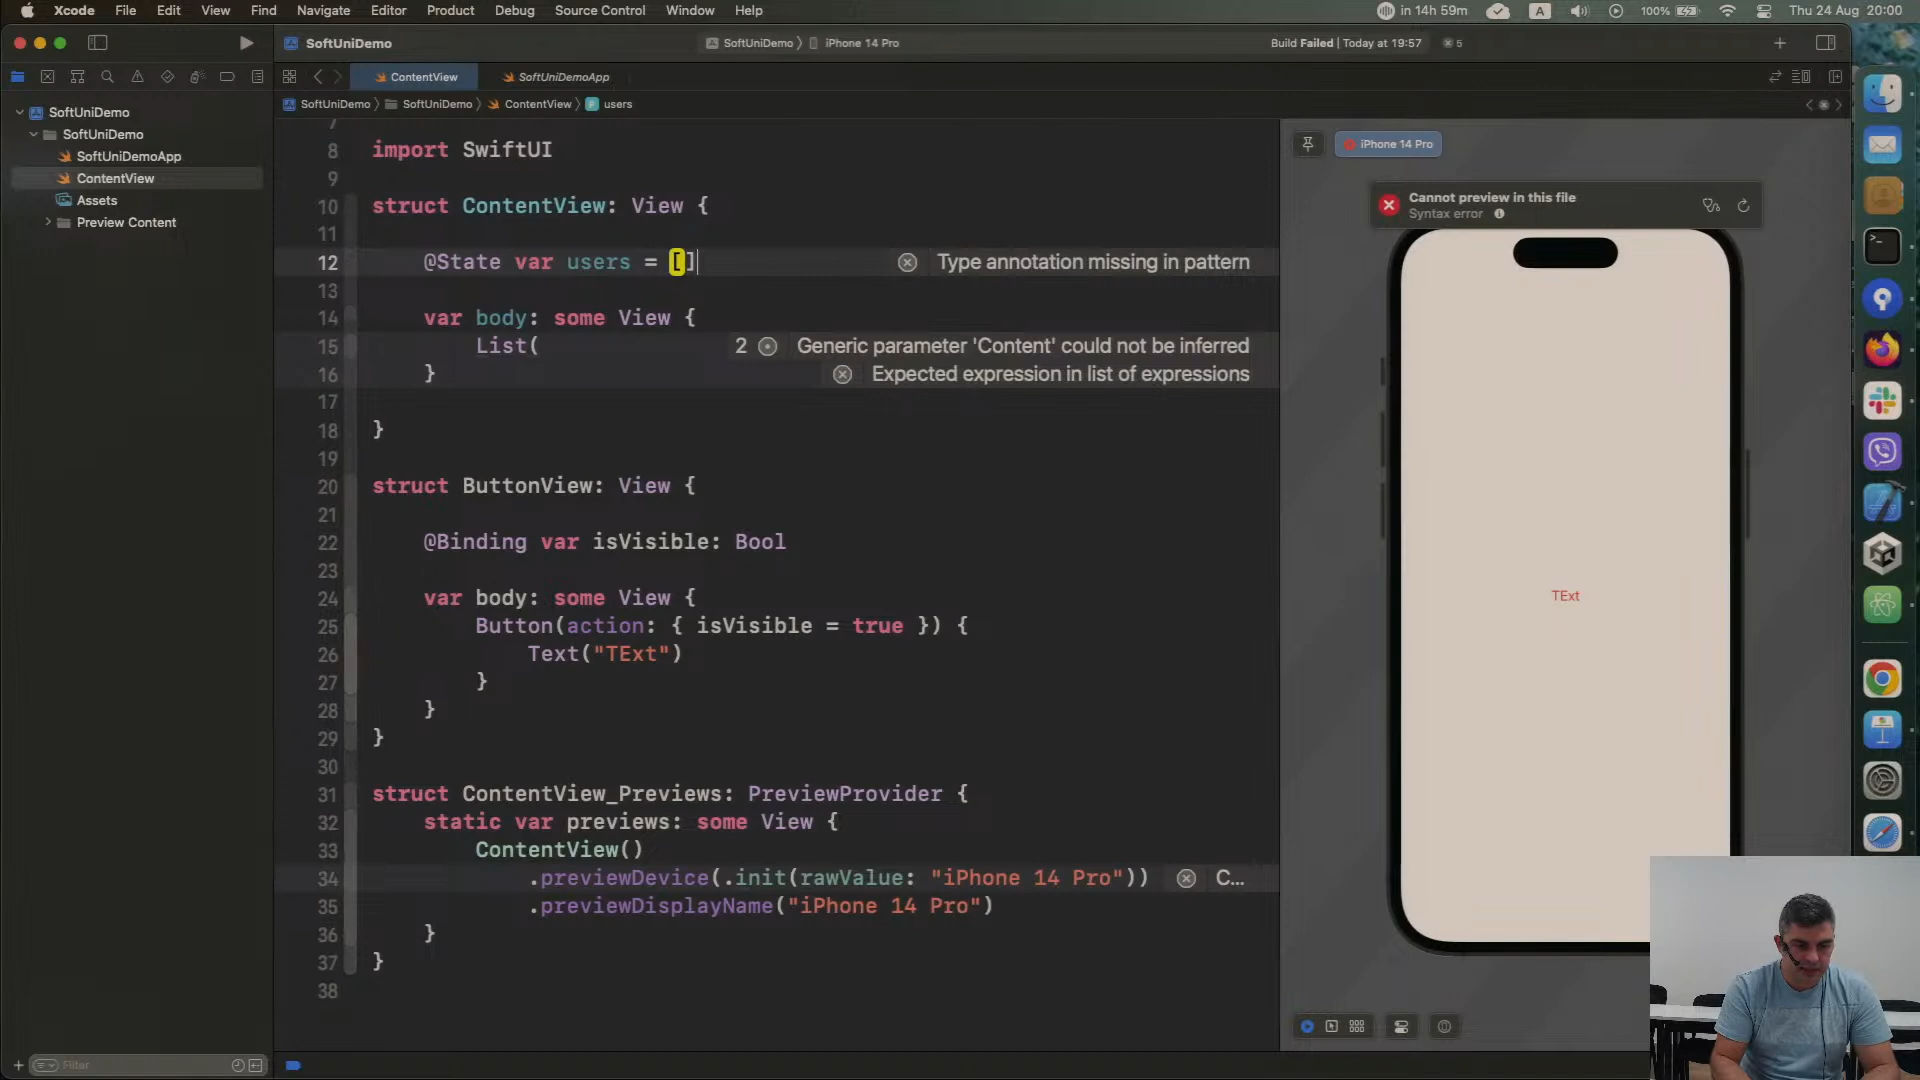 Xcode File Edit View Find Navigate Editor Product Debug Source Control Window Help
in 14h 59m A 100% Thu 24 Aug 20:00
SoftUniDemo
SoftUniDemo iPhone 14 Pro
Build Failed | Today at 19:57 5
ContentView
SoftUniDemoApp
SoftUniDemo SoftUniDemo ContentView P users
SoftUniDemo
SoftUniDemo
SoftUniDemoApp
ContentView
Assets
Preview Content
7
8 import SwiftUI
9
10 struct ContentView: View {
11
12 @State var users = [] Type annotation missing in pattern
13
14 var body: some View {
15 List( 2 Generic parameter 'Content' could not be inferred
16 } Expected expression in list of expressions
17
18 }
19
20 struct ButtonView: View {
21
22 @Binding var isVisible: Bool
23
24 var body: some View {
25 Button(action: { isVisible = true }) {
26 Text("TExt")
27 }
28 }
29 }
30
31 struct ContentView_Previews: PreviewProvider {
32 static var previews: some View {
33 ContentView()
34 .previewDevice(.init(rawValue: "iPhone 14 Pro")) C...
35 .previewDisplayName("iPhone 14 Pro")
36 }
37 }
38
iPhone 14 Pro
Cannot preview in this file
Syntax error
TExt
Filter